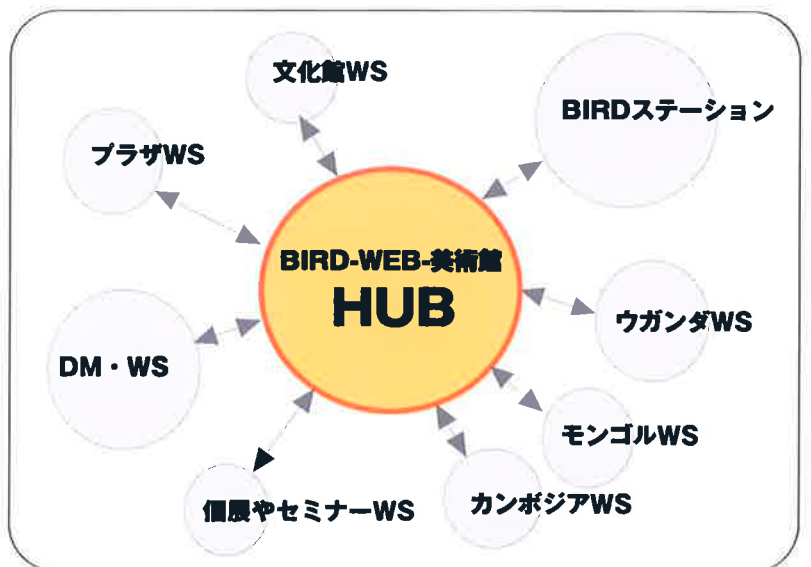 文化館WS
BIRDステーション
プラザWS
BIRD-WEB-美術館
HUB
ウガンダWS
DM・WS
モンゴルWS
個展やセミナーWS
カンボジアWS